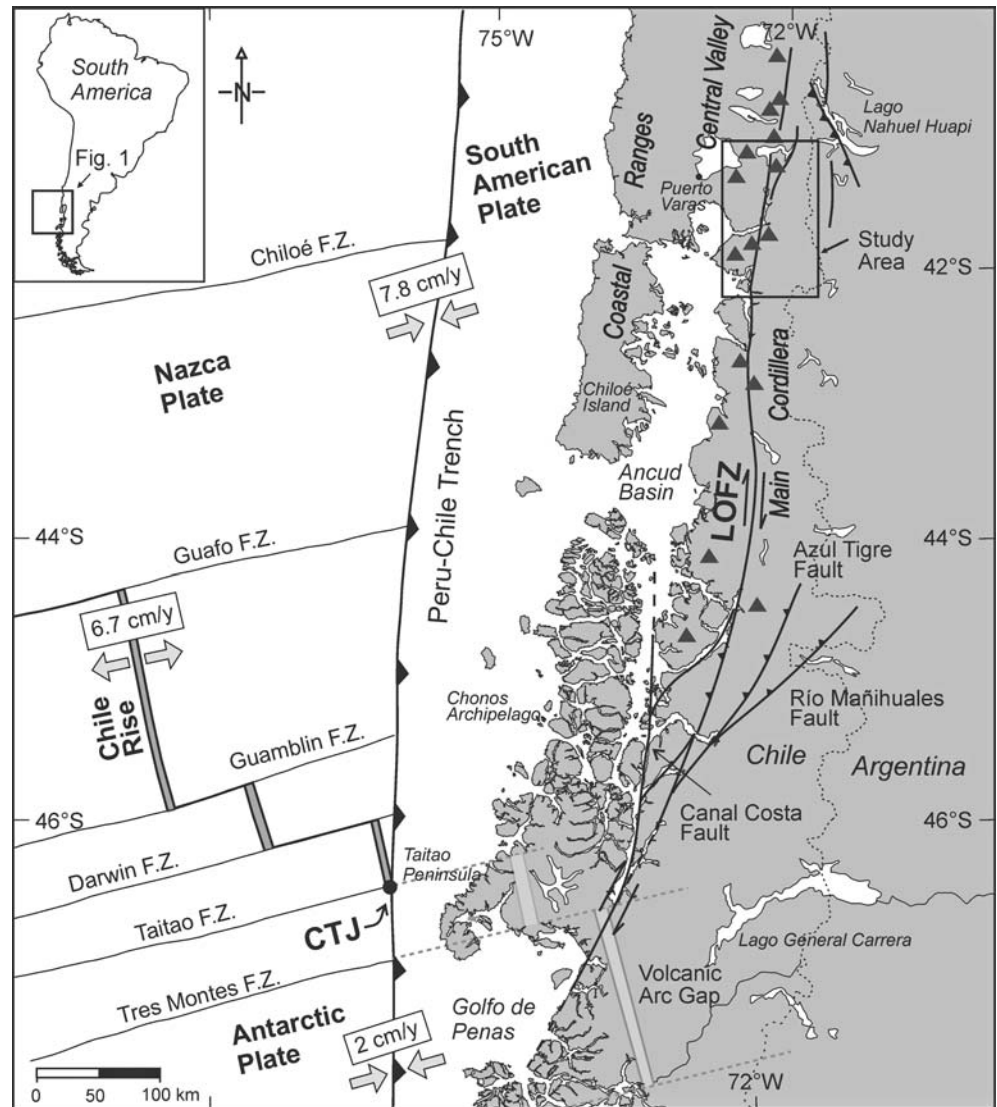 South
America
Fig. 1
N
75°W
72°W
Lago
Nahuel Huapi
Central Valley
Ranges
South
American
Plate
Puerto
Varas
Study
Area
Chiloé F.Z.
42°S
7.8 cm/y
Coastal
Cordillera
Nazca
Plate
Chiloé
Island
Peru-Chile Trench
Ancud
Basin
LOFZ
Main
44°S
44°S
Guafo F.Z.
Azul Tigre
Fault
6.7 cm/y
Chonos
Archipelago
Río Mañihuales
Fault
Chile
Rise
Guamblin F.Z.
Chile
Argentina
46°S
Canal Costa
Fault
46°S
Darwin F.Z.
Taitao
Peninsula
Taitao F.Z.
CTJ
Lago General Carrera
Volcanic
Arc Gap
Tres Montes F.Z.
Golfo de
Penas
Antarctic
Plate
2 cm/y
0 50 100 km
72°W